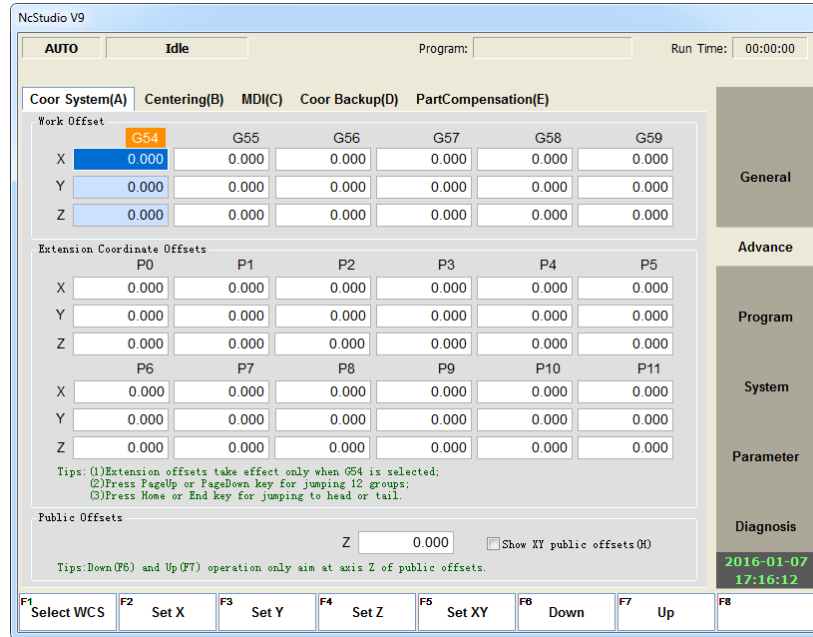 NcStudio V9
AUTO Idle Program: Run Time: 00:00:00
Coor System(A) Centering(B) MDI(C) Coor Backup(D) PartCompensation(E)
Work Offset
G54 G55 G56 G57 G58 G59
X 0.000 0.000 0.000 0.000 0.000 0.000
Y 0.000 0.000 0.000 0.000 0.000 0.000
Z 0.000 0.000 0.000 0.000 0.000 0.000
Extension Coordinate Offsets
P0 P1 P2 P3 P4 P5
X 0.000 0.000 0.000 0.000 0.000 0.000
Y 0.000 0.000 0.000 0.000 0.000 0.000
Z 0.000 0.000 0.000 0.000 0.000 0.000
P6 P7 P8 P9 P10 P11
X 0.000 0.000 0.000 0.000 0.000 0.000
Y 0.000 0.000 0.000 0.000 0.000 0.000
Z 0.000 0.000 0.000 0.000 0.000 0.000
Tips: (1)Extension offsets take effect only when G54 is selected;
(2)Press PageUp or PageDown key for jumping 12 groups;
(3)Press Home or End key for jumping to head or tail.
Public Offsets
Z 0.000 Show XY public offsets(H)
Tips:Down(F6) and Up(F7) operation only aim at axis Z of public offsets.
General
Advance
Program
System
Parameter
Diagnosis
2016-01-07
17:16:12
F1 Select WCS F2 Set X F3 Set Y F4 Set Z F5 Set XY F6 Down F7 Up F8